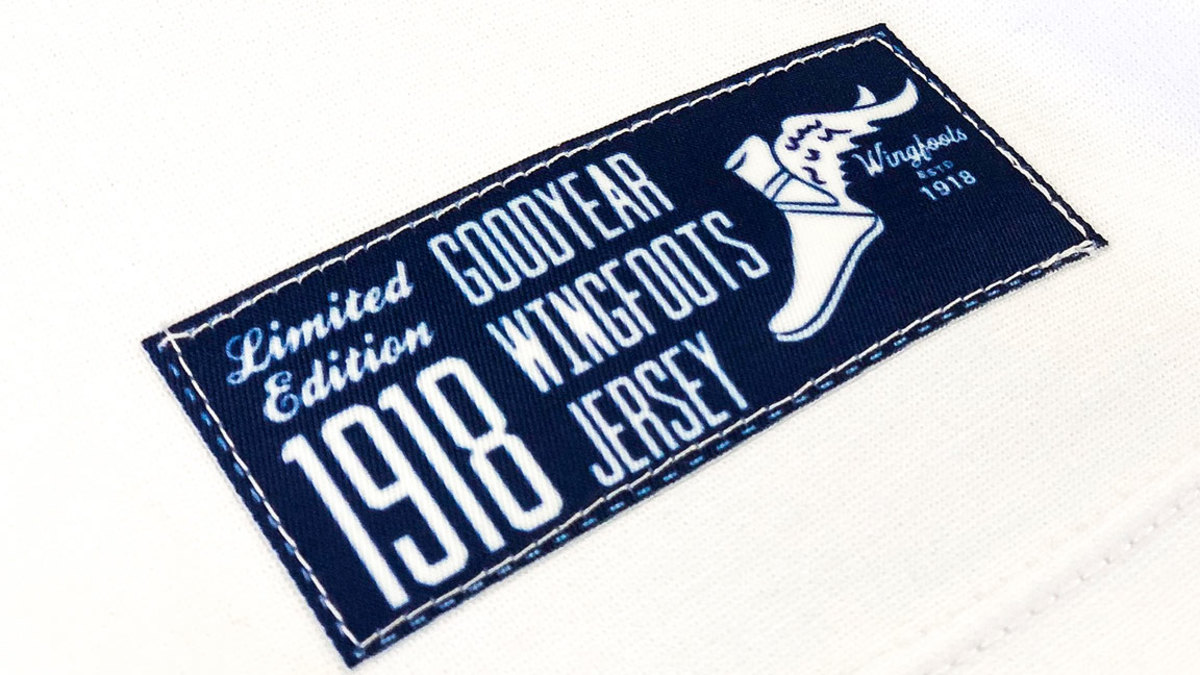 Limited
Edition
1918
GOODYEAR
WINGFOOTS
JERSEY
Wingfoots
ESTD
1918